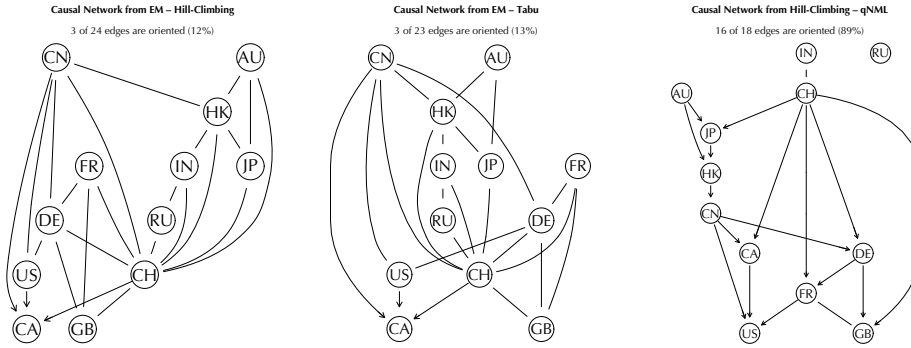 Causal Network from EM – Hill-Climbing
3 of 24 edges are oriented (12%)
CN
AU
HK
FR
IN
JP
DE
RU
US
CH
CA
GB
Causal Network from EM – Tabu
3 of 23 edges are oriented (13%)
CN
AU
HK
IN
JP
FR
RU
DE
US
CH
CA
GB
Causal Network from Hill-Climbing – qNML
16 of 18 edges are oriented (89%)
IN
RU
AU
CH
JP
HK
CN
CA
DE
FR
US
GB